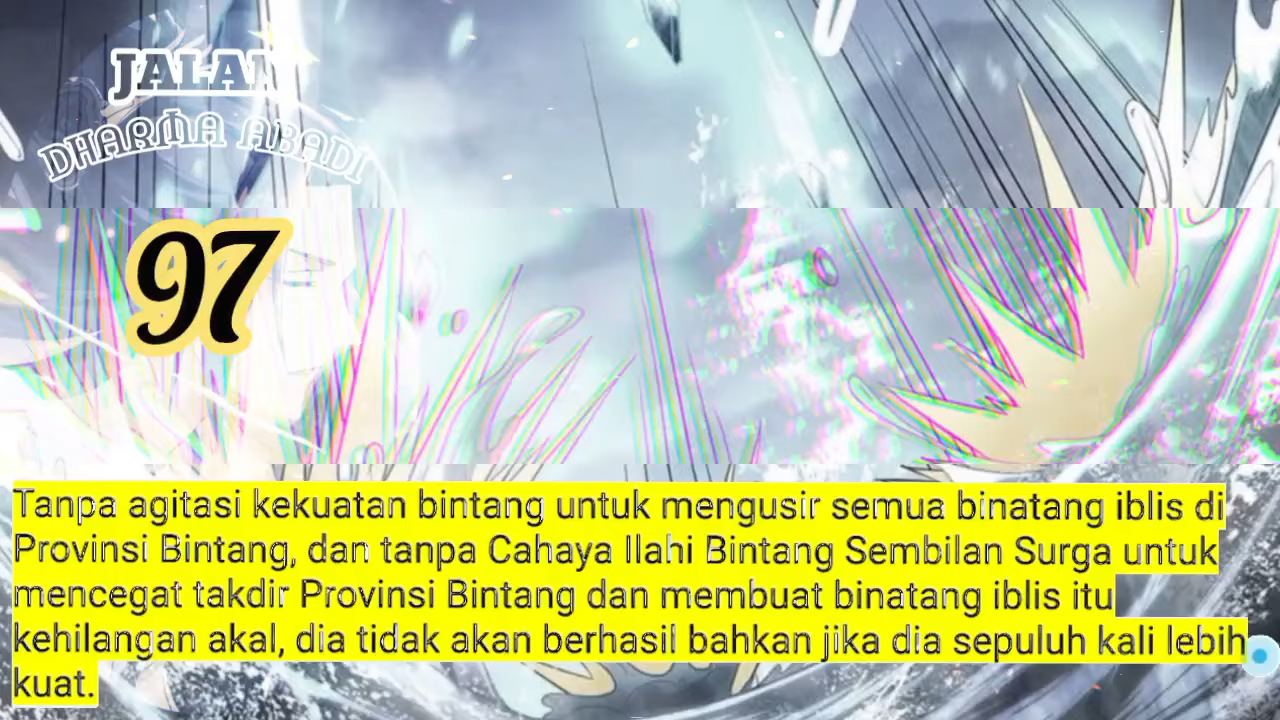 JALAN
DHARMA ABADI
97
Tanpa agitasi kekuatan bintang untuk mengusir semua binatang iblis di
Provinsi Bintang, dan tanpa Cahaya Ilahi Bintang Sembilan Surga untuk
mencegat takdir Provinsi Bintang dan membuat binatang iblis itu
kehilangan akal, dia tidak akan berhasil bahkan jika dia sepuluh kali lebih
kuat.